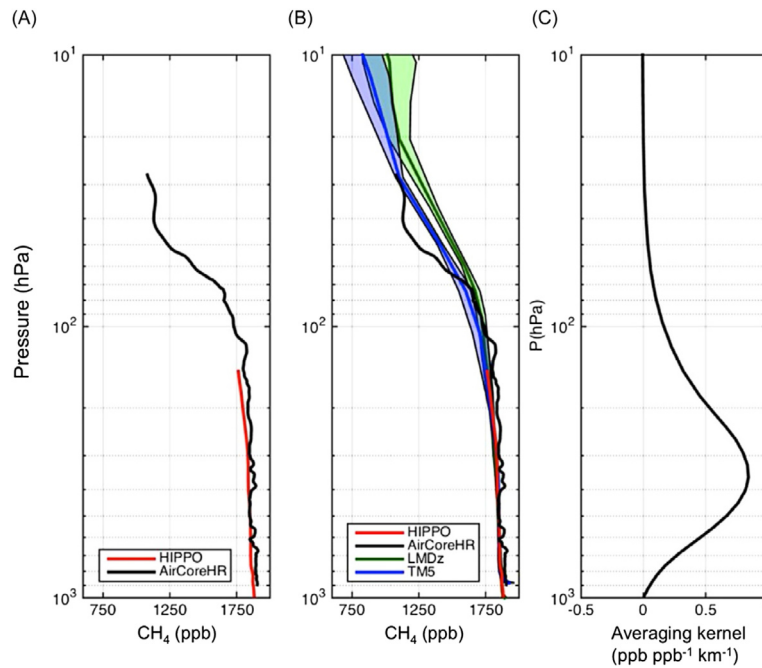 (A)
(B)
(C)
10¹
10²
10³
Pressure (hPa)
HIPPO
AirCoreHR
750 1250 1750
CH₄ (ppb)
10¹
10²
10³
HIPPO
AirCoreHR
LMDz
TM5
750 1250 1750
CH₄ (ppb)
10¹
10²
10³
P(hPa)
-0.5 0 0.5
Averaging kernel
(ppb ppb⁻¹ km⁻¹)